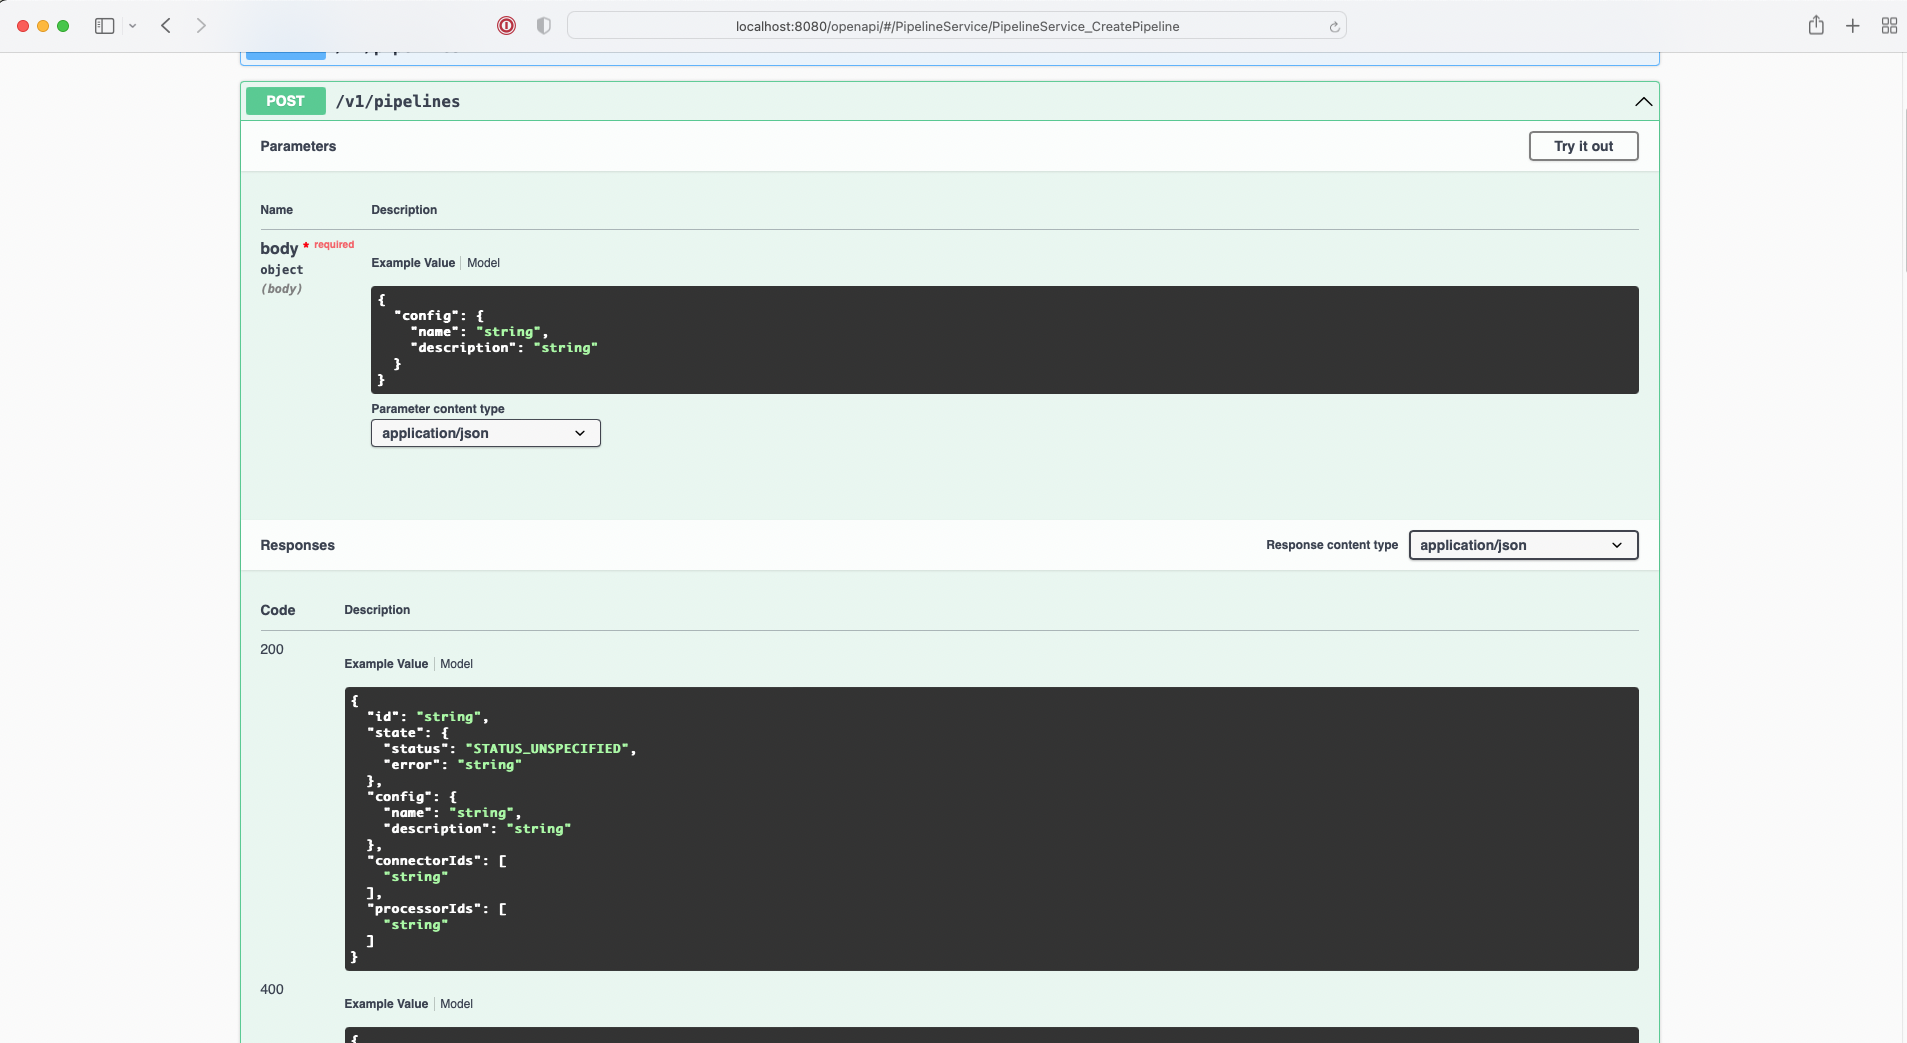 localhost:8080/openapi/#/PipelineService/PipelineService_CreatePipeline
POST /v1/pipelines
Parameters
Try it out
Name Description
body * required
object
(body)
Example Value Model
{
"config": {
"name": "string",
"description": "string"
}
}
Parameter content type
application/json
Responses
Response content type
application/json
Code Description
200
Example Value Model
{
"id": "string",
"state": {
"status": "STATUS_UNSPECIFIED",
"error": "string"
},
"config": {
"name": "string",
"description": "string"
},
"connectorIds": [
"string"
],
"processorIds": [
"string"
]
}
400
Example Value Model
{